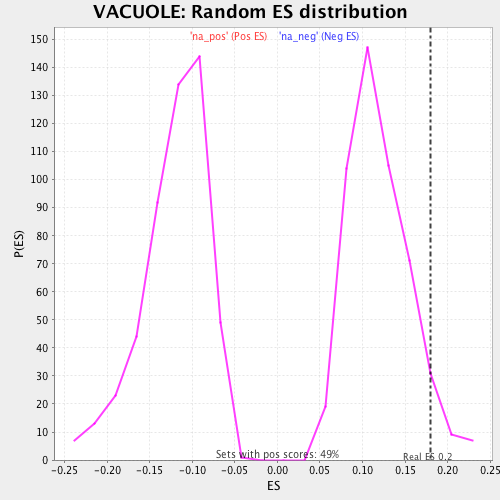 VACUOLE: Random ES distribution
'na_pos' (Pos ES) 'na_neg' (Neg ES)
150
140
130
120
110
100
90
80
70
60
50
40
30
20
10
0
P(ES)
Sets with pos scores: 49%
Real ES 0.2
-0.25 -0.20 -0.15 -0.10 -0.05 0.00 0.05 0.10 0.15 0.20 0.25
ES